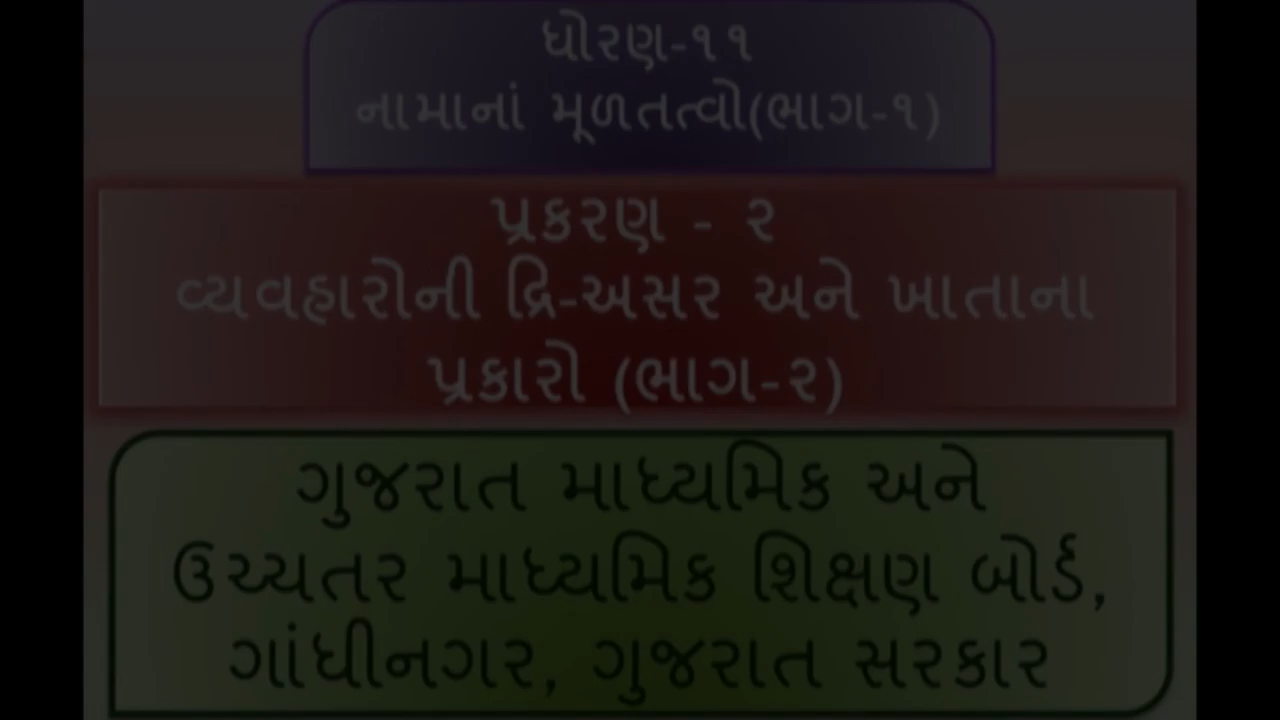 ધોરણ-૧૧
નામાનાં મૂળતત્વો(ભાગ-૧)
પ્રકરણ - ૨
વ્યવહારોની દ્રિ-અસર અને ખાતાના
પ્રકારો (ભાગ-૨)
ગુજરાત માધ્યમિક અને
ઉચ્ચતર માધ્યમિક શિક્ષણ બોર્ડ,
ગાંધીનગર, ગુજરાત સરકાર